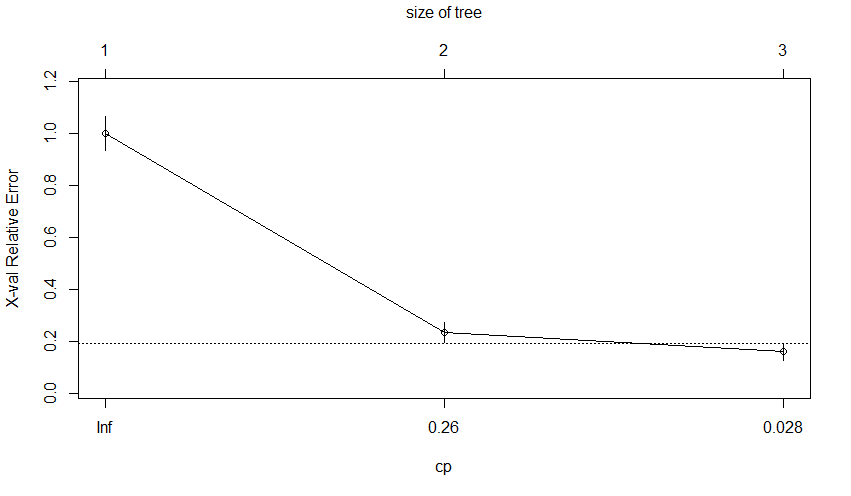 size of tree
1 2 3
1.2
1.0
0.8
0.6
0.4
0.2
0.0
X-val Relative Error
Inf 0.26 0.028
cp